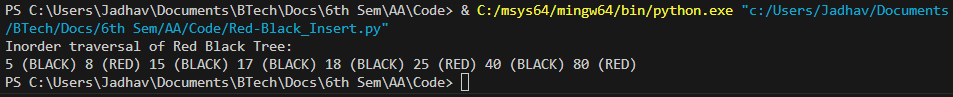 PS C:\Users\Jadhav\Documents\BTech\Docs\6th Sem\AA\Code> & C:/msys64/mingw64/bin/python.exe "c:/Users/Jadhav/Documents
/BTech/Docs/6th Sem/AA/Code/Red-Black_Insert.py"
Inorder traversal of Red Black Tree:
5 (BLACK) 8 (RED) 15 (BLACK) 17 (BLACK) 18 (BLACK) 25 (RED) 40 (BLACK) 80 (RED)
PS C:\Users\Jadhav\Documents\BTech\Docs\6th Sem\AA\Code>